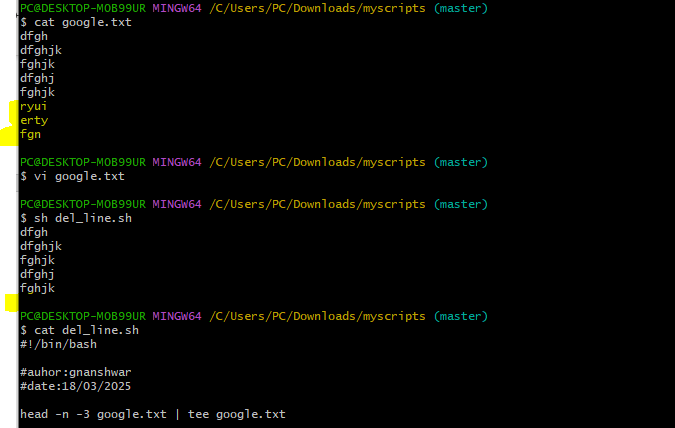 PC@DESKTOP-MOB99UR MINGW64 /C/Users/PC/Downloads/myscripts (master)
$ cat google.txt
dfgh
dfghjk
fghjk
dfghj
fghjk
ryui
erty
fgn
PC@DESKTOP-MOB99UR MINGW64 /C/Users/PC/Downloads/myscripts (master)
$ vi google.txt
PC@DESKTOP-MOB99UR MINGW64 /C/Users/PC/Downloads/myscripts (master)
$ sh del_line.sh
dfgh
dfghjk
fghjk
dfghj
fghjk
PC@DESKTOP-MOB99UR MINGW64 /C/Users/PC/Downloads/myscripts (master)
$ cat del_line.sh
#!/bin/bash
#auhor:gnanshwar
#date:18/03/2025
head -n -3 google.txt | tee google.txt